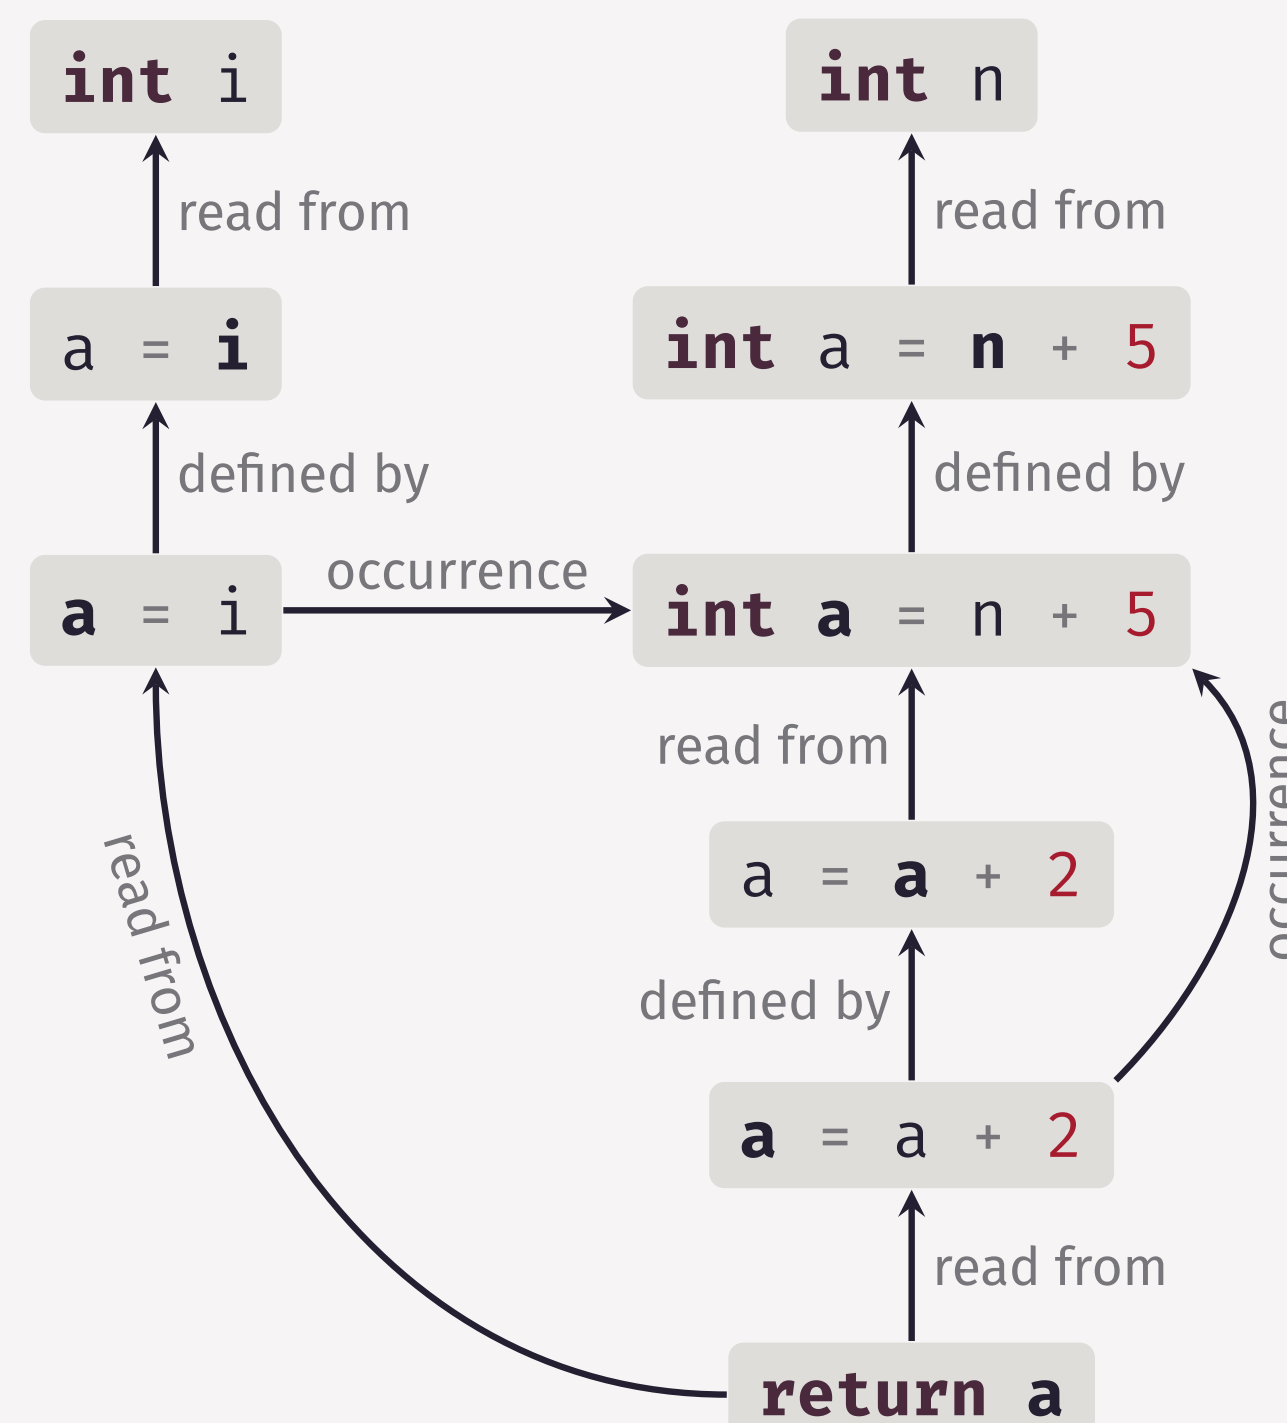 int i
int n
read from
read from
a = i
int a = n + 5
defined by
defined by
occurrence
a = i
int a = n + 5
read from
occurrence
a = a + 2
read from
defined by
a = a + 2
read from
return a